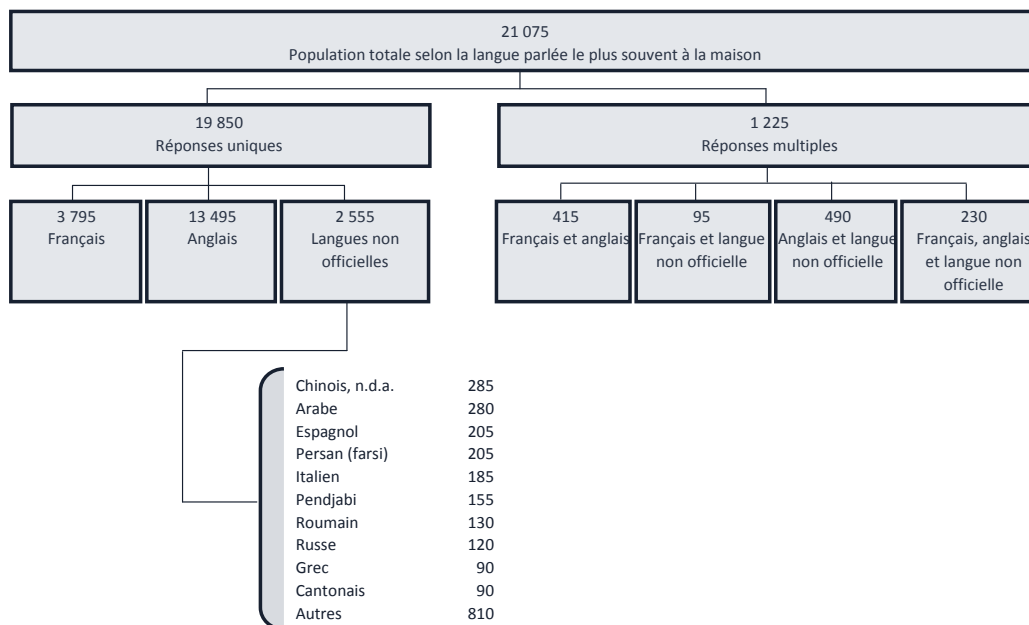 21 075
Population totale selon la langue parlée le plus souvent à la maison
19 850
Réponses uniques
1 225
Réponses multiples
3 795
Français
13 495
Anglais
2 555
Langues non
officielles
415
Français et anglais
95
Français et langue
non officielle
490
Anglais et langue
non officielle
230
Français, anglais
et langue non
officielle
Chinois, n.d.a. 285
Arabe 280
Espagnol 205
Persan (farsi) 205
Italien 185
Pendjabi 155
Roumain 130
Russe 120
Grec 90
Cantonais 90
Autres 810